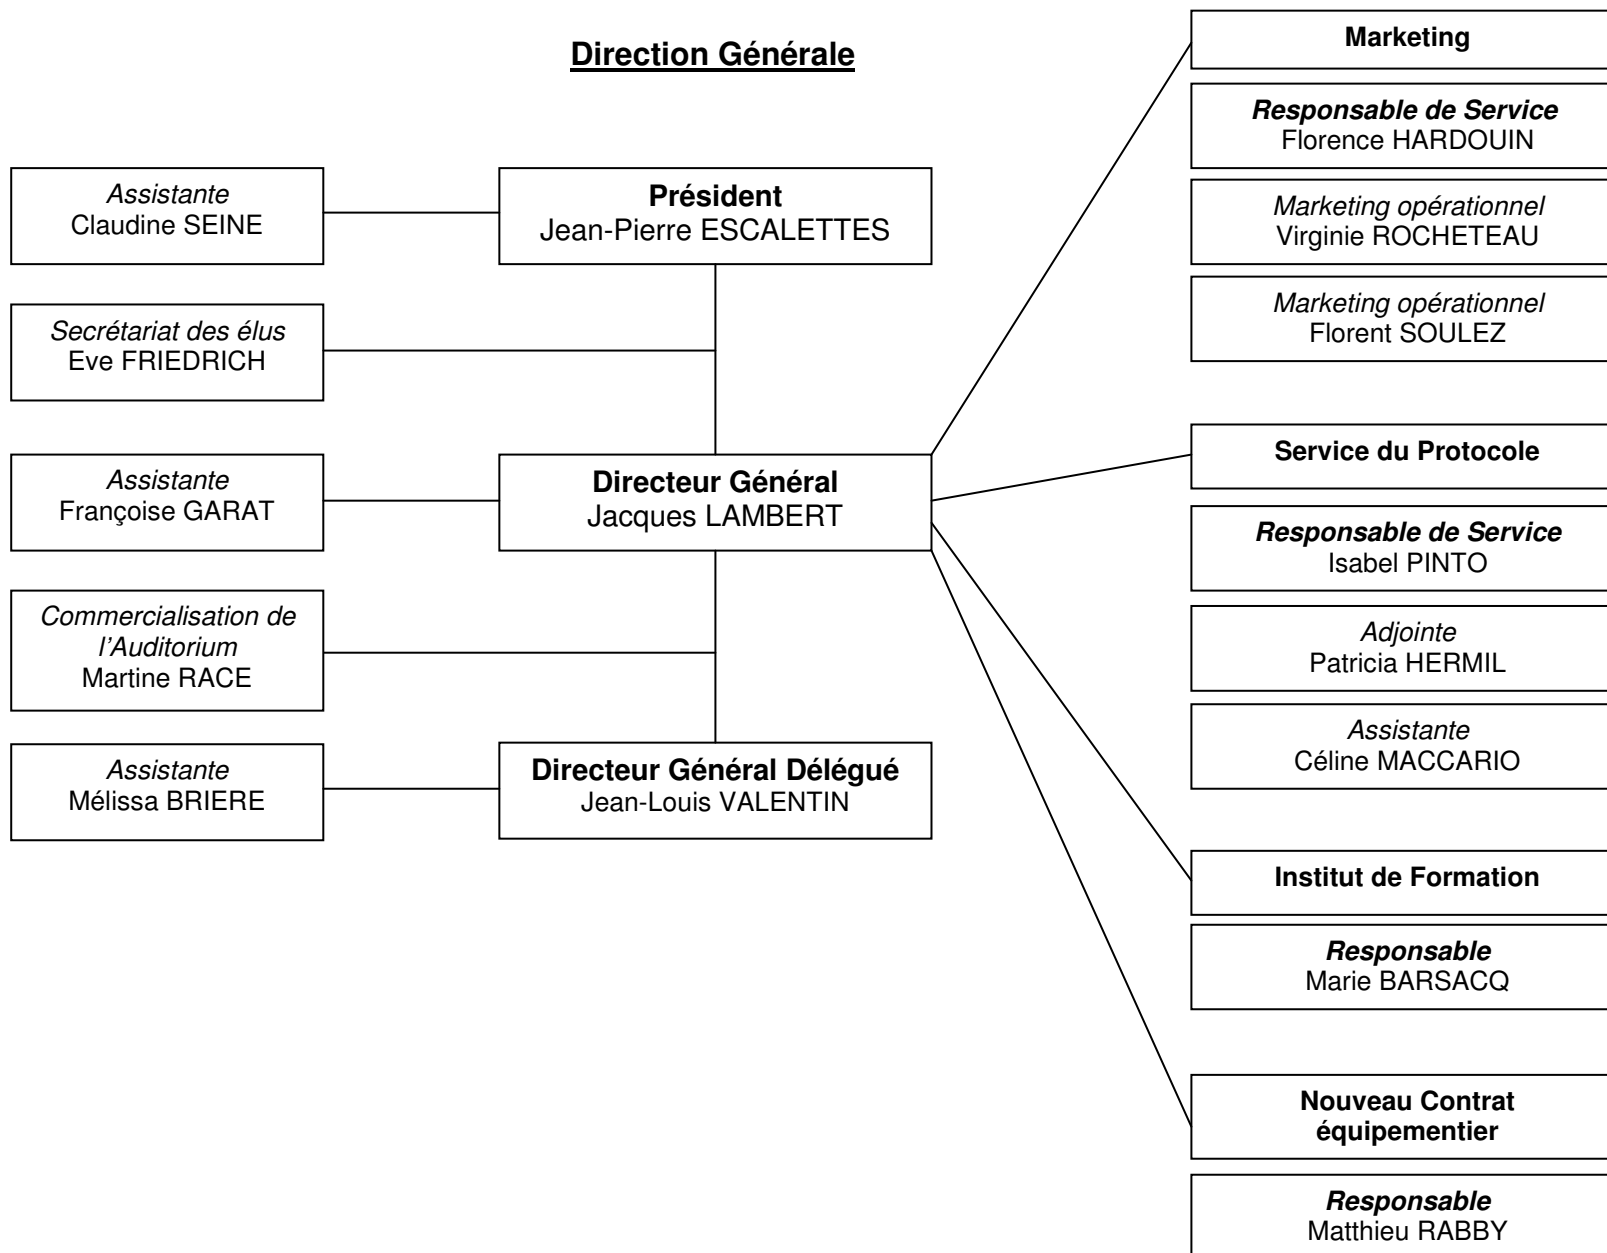 Direction Générale
Assistante
Claudine SEINE
Président
Jean-Pierre ESCALETTES
Secrétariat des élus
Eve FRIEDRICH
Assistante
Françoise GARAT
Directeur Général
Jacques LAMBERT
Commercialisation de
l'Auditorium
Martine RACE
Assistante
Mélissa BRIERE
Directeur Général Délégué
Jean-Louis VALENTIN
Marketing
Responsable de Service
Florence HARDOUIN
Marketing opérationnel
Virginie ROCHETEAU
Marketing opérationnel
Florent SOULEZ
Service du Protocole
Responsable de Service
Isabel PINTO
Adjointe
Patricia HERMIL
Assistante
Céline MACCARIO
Institut de Formation
Responsable
Marie BARSACQ
Nouveau Contrat
équipementier
Responsable
Matthieu RABBY